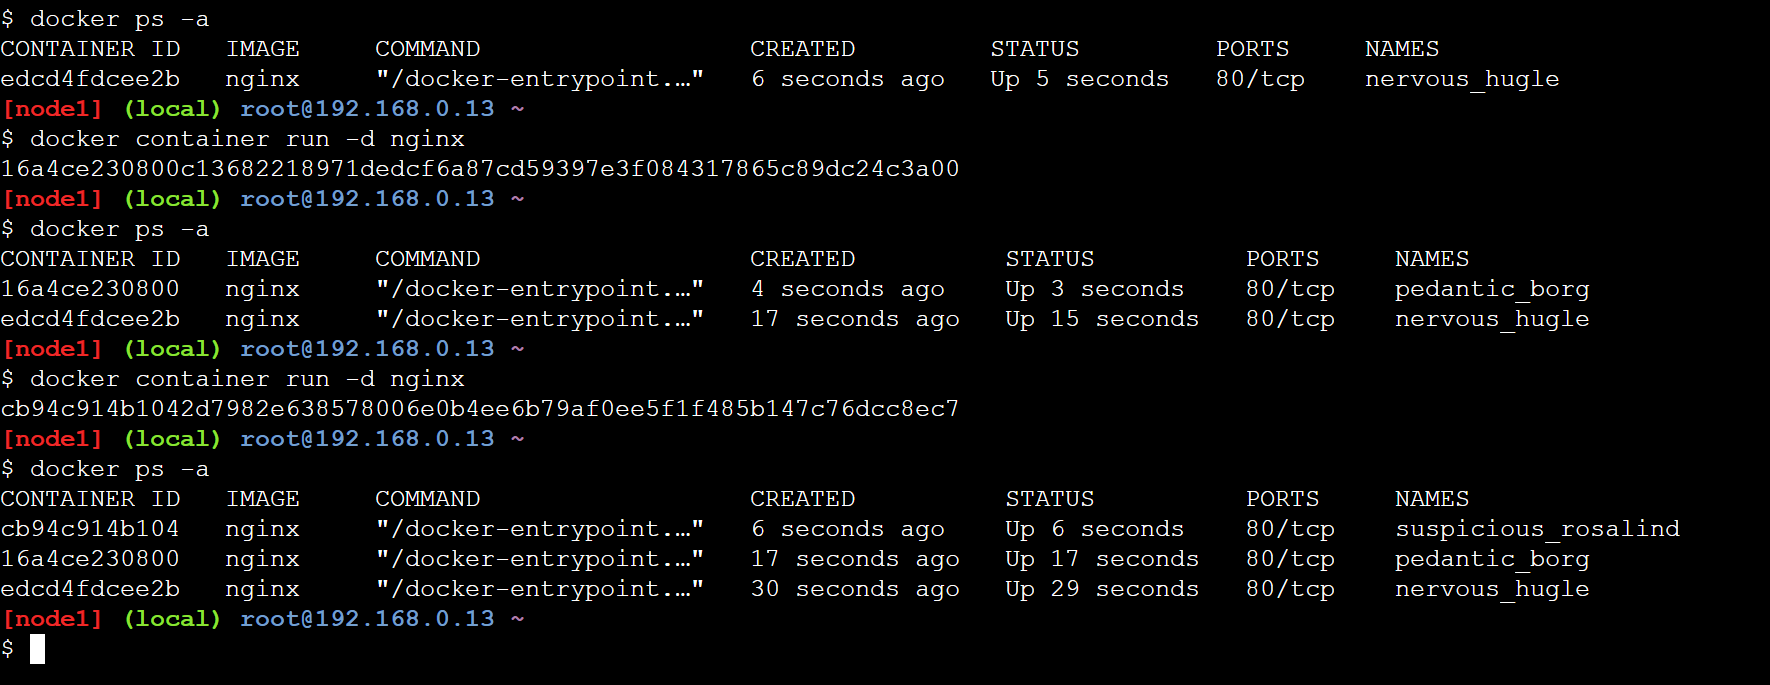 $ docker ps -a
CONTAINER ID   IMAGE     COMMAND                  CREATED         STATUS         PORTS     NAMES
edcd4fdcee2b   nginx     "/docker-entrypoint.…"   6 seconds ago   Up 5 seconds   80/tcp    nervous_hugle
[node1] (local) root@192.168.0.13 ~
$ docker container run -d nginx
16a4ce230800c13682218971dedcf6a87cd59397e3f084317865c89dc24c3a00
[node1] (local) root@192.168.0.13 ~
$ docker ps -a
CONTAINER ID   IMAGE     COMMAND                  CREATED          STATUS          PORTS     NAMES
16a4ce230800   nginx     "/docker-entrypoint.…"   4 seconds ago    Up 3 seconds    80/tcp    pedantic_borg
edcd4fdcee2b   nginx     "/docker-entrypoint.…"   17 seconds ago   Up 15 seconds   80/tcp    nervous_hugle
[node1] (local) root@192.168.0.13 ~
$ docker container run -d nginx
cb94c914b1042d7982e638578006e0b4ee6b79af0ee5f1f485b147c76dcc8ec7
[node1] (local) root@192.168.0.13 ~
$ docker ps -a
CONTAINER ID   IMAGE     COMMAND                  CREATED          STATUS          PORTS     NAMES
cb94c914b104   nginx     "/docker-entrypoint.…"   6 seconds ago    Up 6 seconds    80/tcp    suspicious_rosalind
16a4ce230800   nginx     "/docker-entrypoint.…"   17 seconds ago   Up 17 seconds   80/tcp    pedantic_borg
edcd4fdcee2b   nginx     "/docker-entrypoint.…"   30 seconds ago   Up 29 seconds   80/tcp    nervous_hugle
[node1] (local) root@192.168.0.13 ~
$